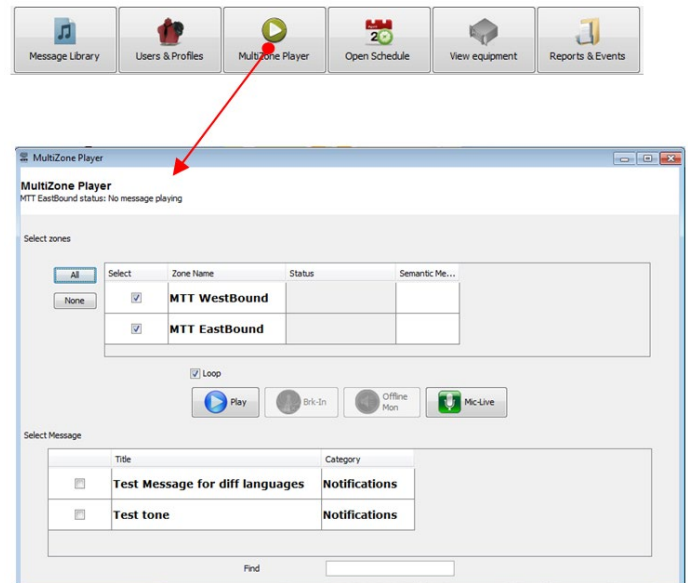 Message Library Users & Profiles MultiZone Player Open Schedule View equipment Reports & Events
MultiZone Player
MultiZone Player
MTT EastBound status: No message playing
Select zones
All
None
Select Zone Name Status Semantic Me...
MTT WestBound
MTT EastBound
Loop
Play Brk-In Offline Mon Mic-Live
Select Message
Title Category
Test Message for diff languages Notifications
Test tone Notifications
Find